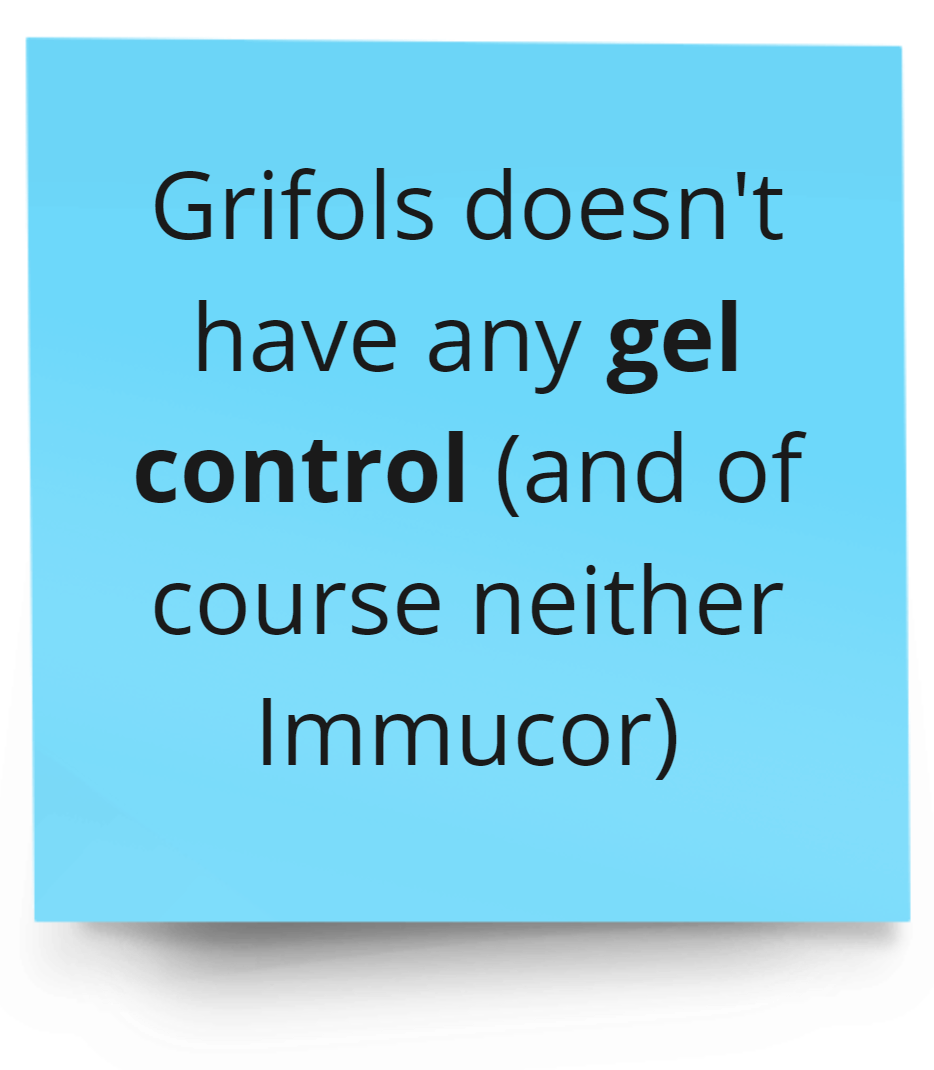 Grifols doesn't
have any gel
control (and of
course neither
Immucor)